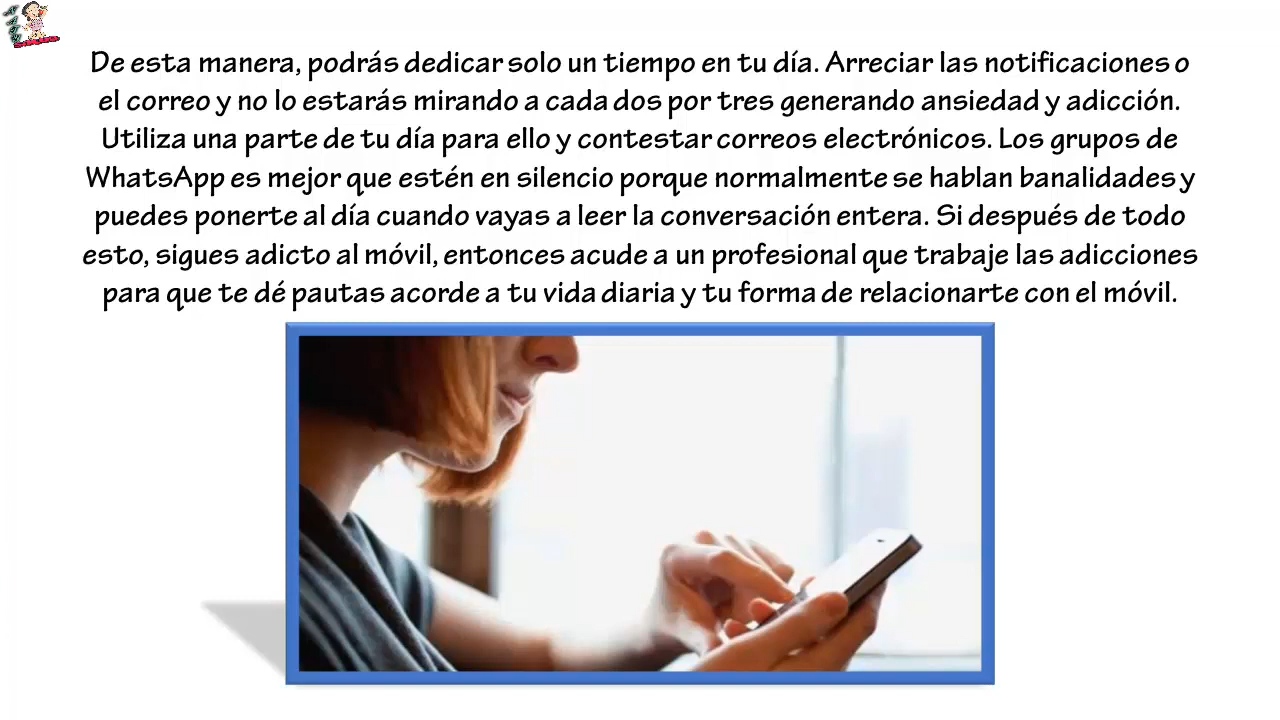 De esta manera, podrás dedicar solo un tiempo en tu día. Arreciar las notificaciones o
el correo y no lo estarás mirando a cada dos por tres generando ansiedad y adicción.
Utiliza una parte de tu día para ello y contestar correos electrónicos. Los grupos de
WhatsApp es mejor que estén en silencio porque normalmente se hablan banalidades y
puedes ponerte al día cuando vayas a leer la conversación entera. Si después de todo
esto, sigues adicto al móvil, entonces acude a un profesional que trabaje las adicciones
para que te dé pautas acorde a tu vida diaria y tu forma de relacionarte con el móvil.